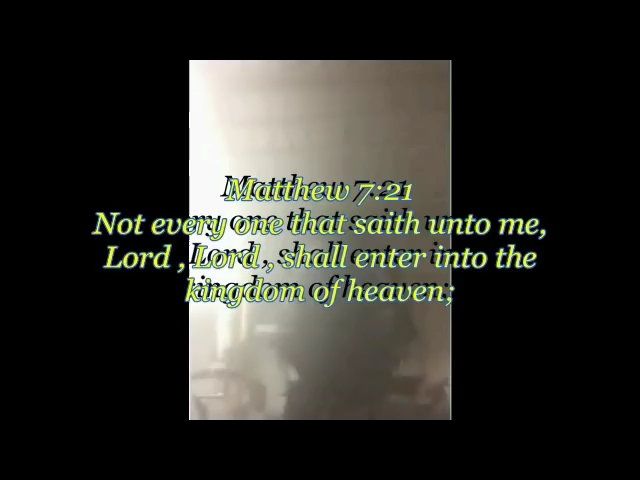 Matthew 7:21
Not every one that saith unto me,
Lord , Lord , shall enter into the
kingdom of heaven;